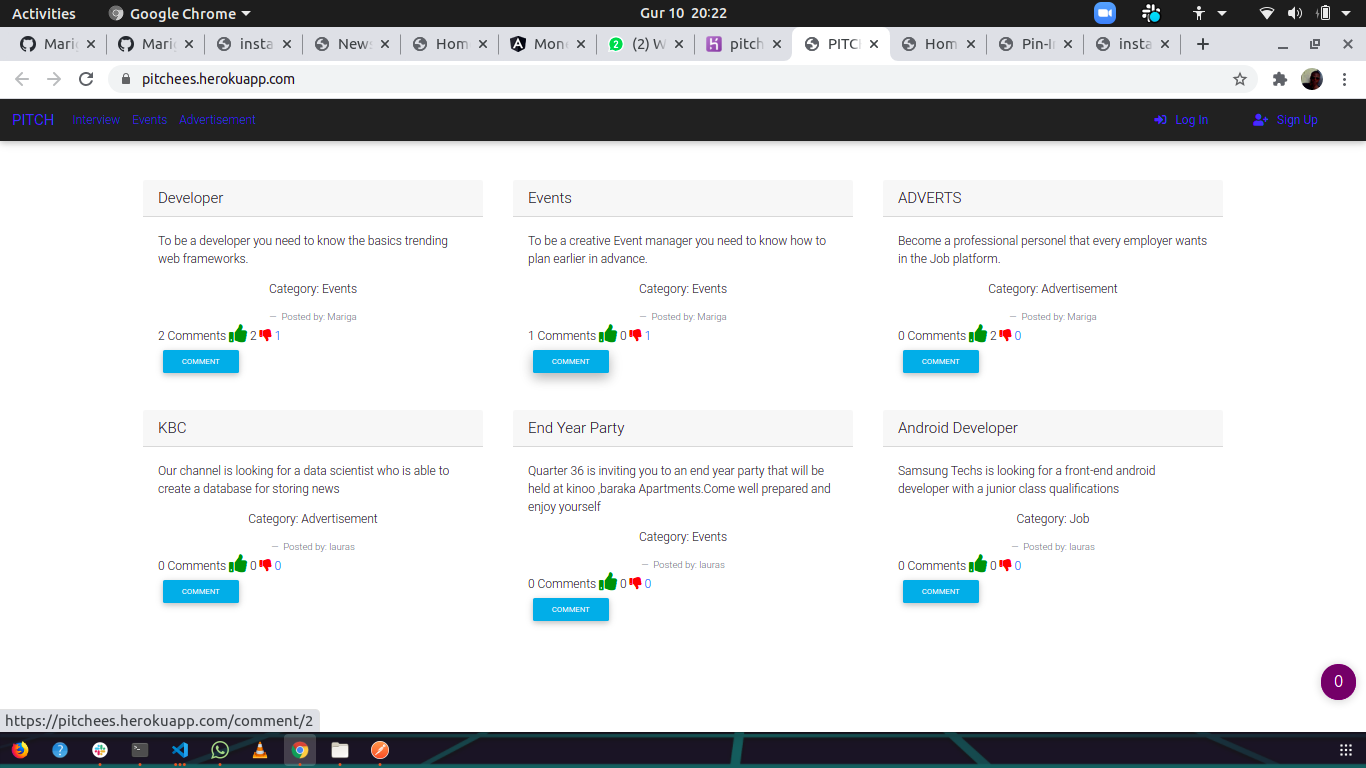 Activities Google Chrome Gur 10 20:22
Mari insta News Hom Mon (2) W pitch PITCH Hom Pin-I insta
pitchees.herokuapp.com
PITCH Interview Events Advertisement Log In Sign Up
Developer
To be a developer you need to know the basics trending
web frameworks.
Category: Events
— Posted by: Mariga
2 Comments 2 1
COMMENT
Events
To be a creative Event manager you need to know how to
plan earlier in advance.
Category: Events
— Posted by: Mariga
1 Comments 0 1
COMMENT
ADVERTS
Become a professional personel that every employer wants
in the Job platform.
Category: Advertisement
— Posted by: Mariga
0 Comments 2 0
COMMENT
KBC
Our channel is looking for a data scientist who is able to
create a database for storing news
Category: Advertisement
— Posted by: lauras
0 Comments 0 0
COMMENT
End Year Party
Quarter 36 is inviting you to an end year party that will be
held at kinoo ,baraka Apartments.Come well prepared and
enjoy yourself
Category: Events
— Posted by: lauras
0 Comments 0 0
COMMENT
Android Developer
Samsung Techs is looking for a front-end android
developer with a junior class qualifications
Category: Job
— Posted by: lauras
0 Comments 0 0
COMMENT
0
https://pitchees.herokuapp.com/comment/2